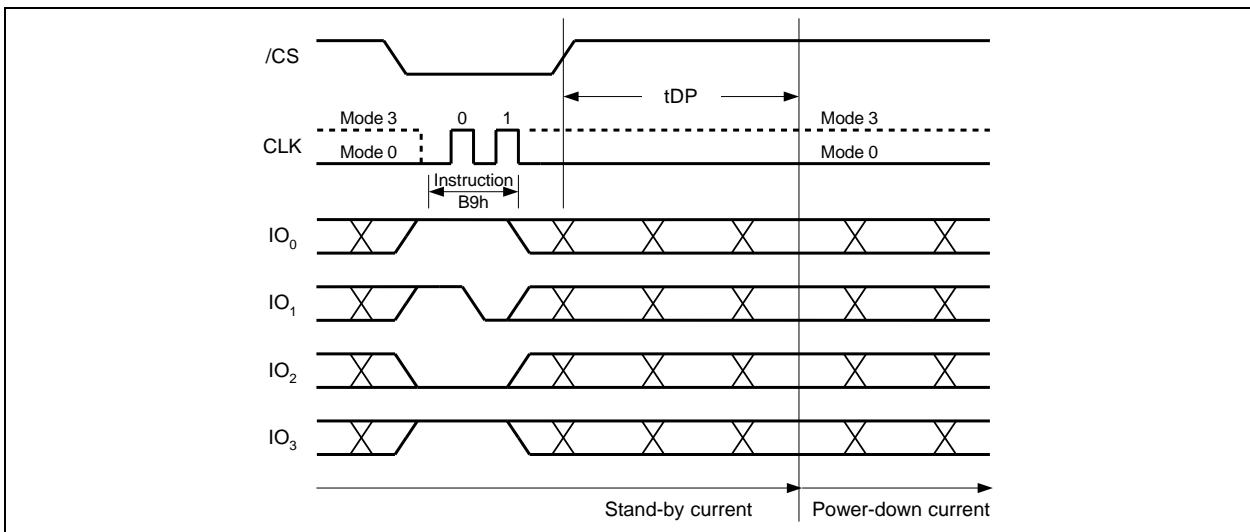 /CS
tDP
Mode 3 0 1 Mode 3
CLK
Mode 0 Mode 0
Instruction
B9h
IO0
IO1
IO2
IO3
Stand-by current Power-down current